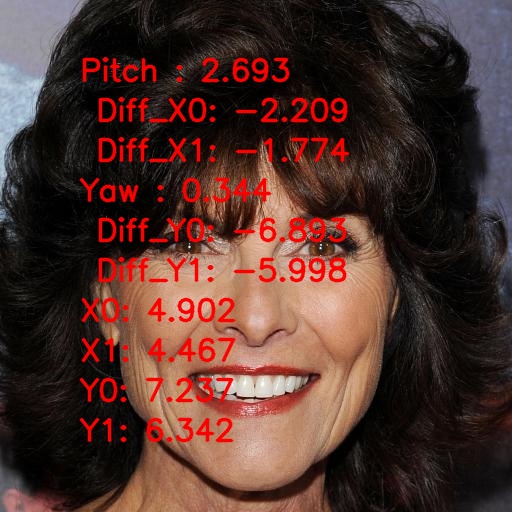 Pitch : 2.693
Diff_X0: -2.209
Diff_X1: -1.774
Yaw : 0.344
Diff_Y0: -6.893
Diff_Y1: -5.998
X0: 4.902
X1: 4.467
Y0: 7.237
Y1: 6.342